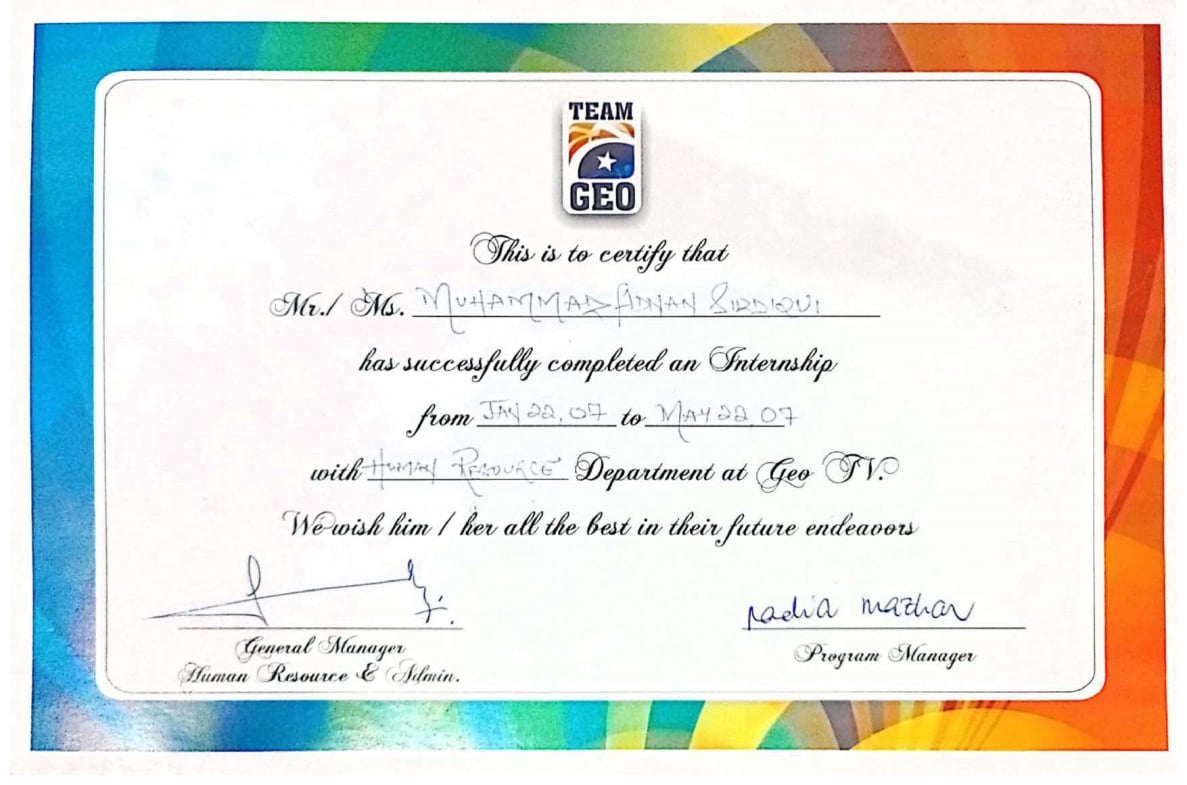 TEAM
GEO
This is to certify that
Mr./ Ms. MUHAMMAD ADNAN SIDDIQUI
has successfully completed an Internship
from JAN 22, 07 to MAY 22 07
with HUMAN RESOURCE Department at Geo TV.
We wish him / her all the best in their future endeavors
nadia mazhar
General Manager
Human Resource & Admin.
Program Manager